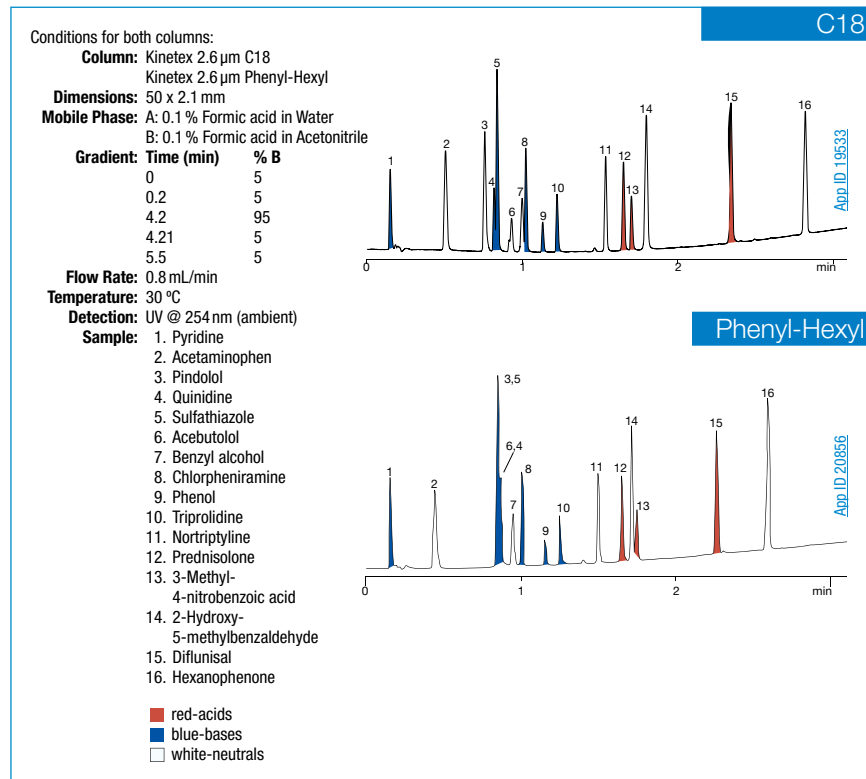 C18
Conditions for both columns:
Column: Kinetex 2.6 µm C18
Kinetex 2.6 µm Phenyl-Hexyl
Dimensions: 50 x 2.1 mm
Mobile Phase: A: 0.1 % Formic acid in Water
B: 0.1 % Formic acid in Acetonitrile
Gradient: Time (min) % B
0 5
0.2 5
4.2 95
4.21 5
5.5 5
Flow Rate: 0.8 mL/min
Temperature: 30 ºC
Detection: UV @ 254 nm (ambient)
Sample: 1. Pyridine
2. Acetaminophen
3. Pindolol
4. Quinidine
5. Sulfathiazole
6. Acebutolol
7. Benzyl alcohol
8. Chlorpheniramine
9. Phenol
10. Triprolidine
11. Nortriptyline
12. Prednisolone
13. 3-Methyl-
4-nitrobenzoic acid
14. 2-Hydroxy-
5-methylbenzaldehyde
15. Diflunisal
16. Hexanophenone
red-acids
blue-bases
white-neutrals
1 2 3 4 5 6 7 8 9 10 11 12 13 14 15 16
0 1 2 min
App ID 19533
Phenyl-Hexyl
1 2 3,5 6,4 7 8 9 10 11 12 14 13 15 16
0 1 2 min
App ID 20856